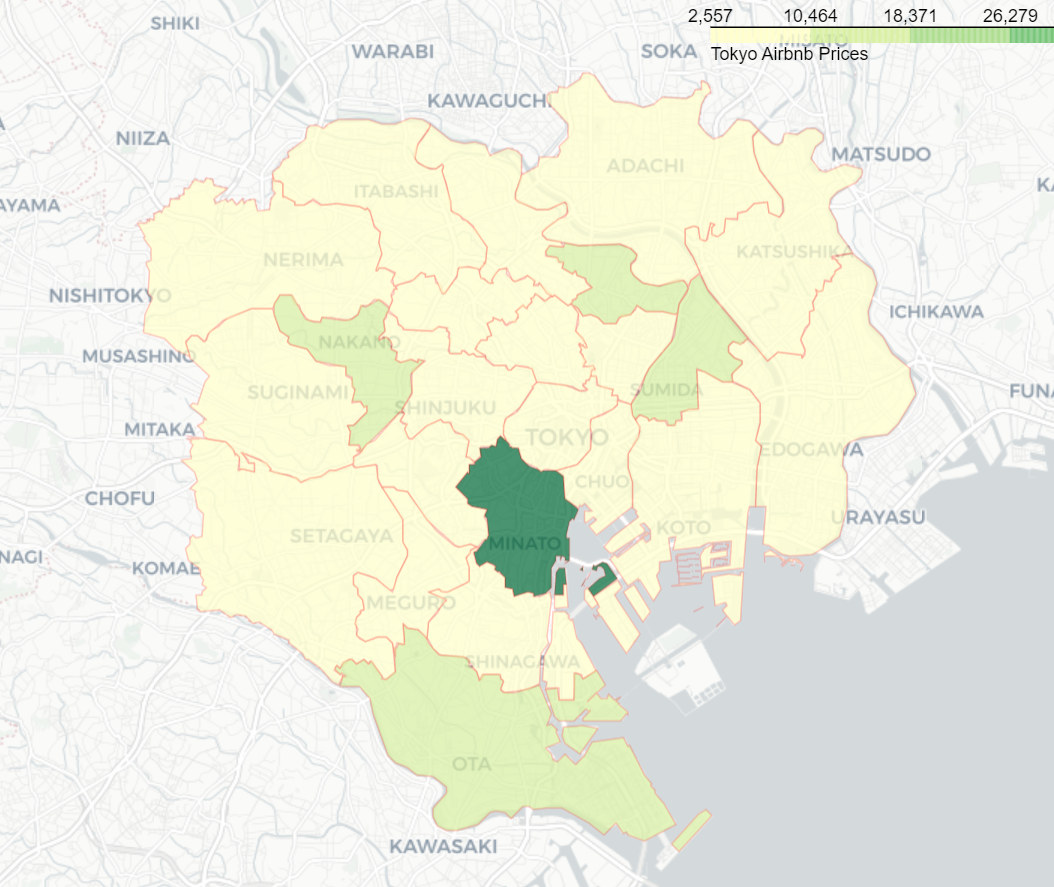 2,557 10,464 18,371 26,279
Tokyo Airbnb Prices
SHIKI
WARABI
SOKA
MISATO
KAWAGUCHI
NIIZA
ADACHI
MATSUDO
ITABASHI
AYAMA
KA
NERIMA
KATSUSHIKA
NISHITOKYO
ICHIKAWA
NAKANO
MUSASHINO
SUGINAMI
SUMIDA
FUNA
SHINJUKU
MITAKA
TOKYO
EDOGAWA
CHUO
CHOFU
URAYASU
KOTO
SETAGAYA
MINATO
NAGI
KOMAE
MEGURO
SHINAGAWA
OTA
KAWASAKI